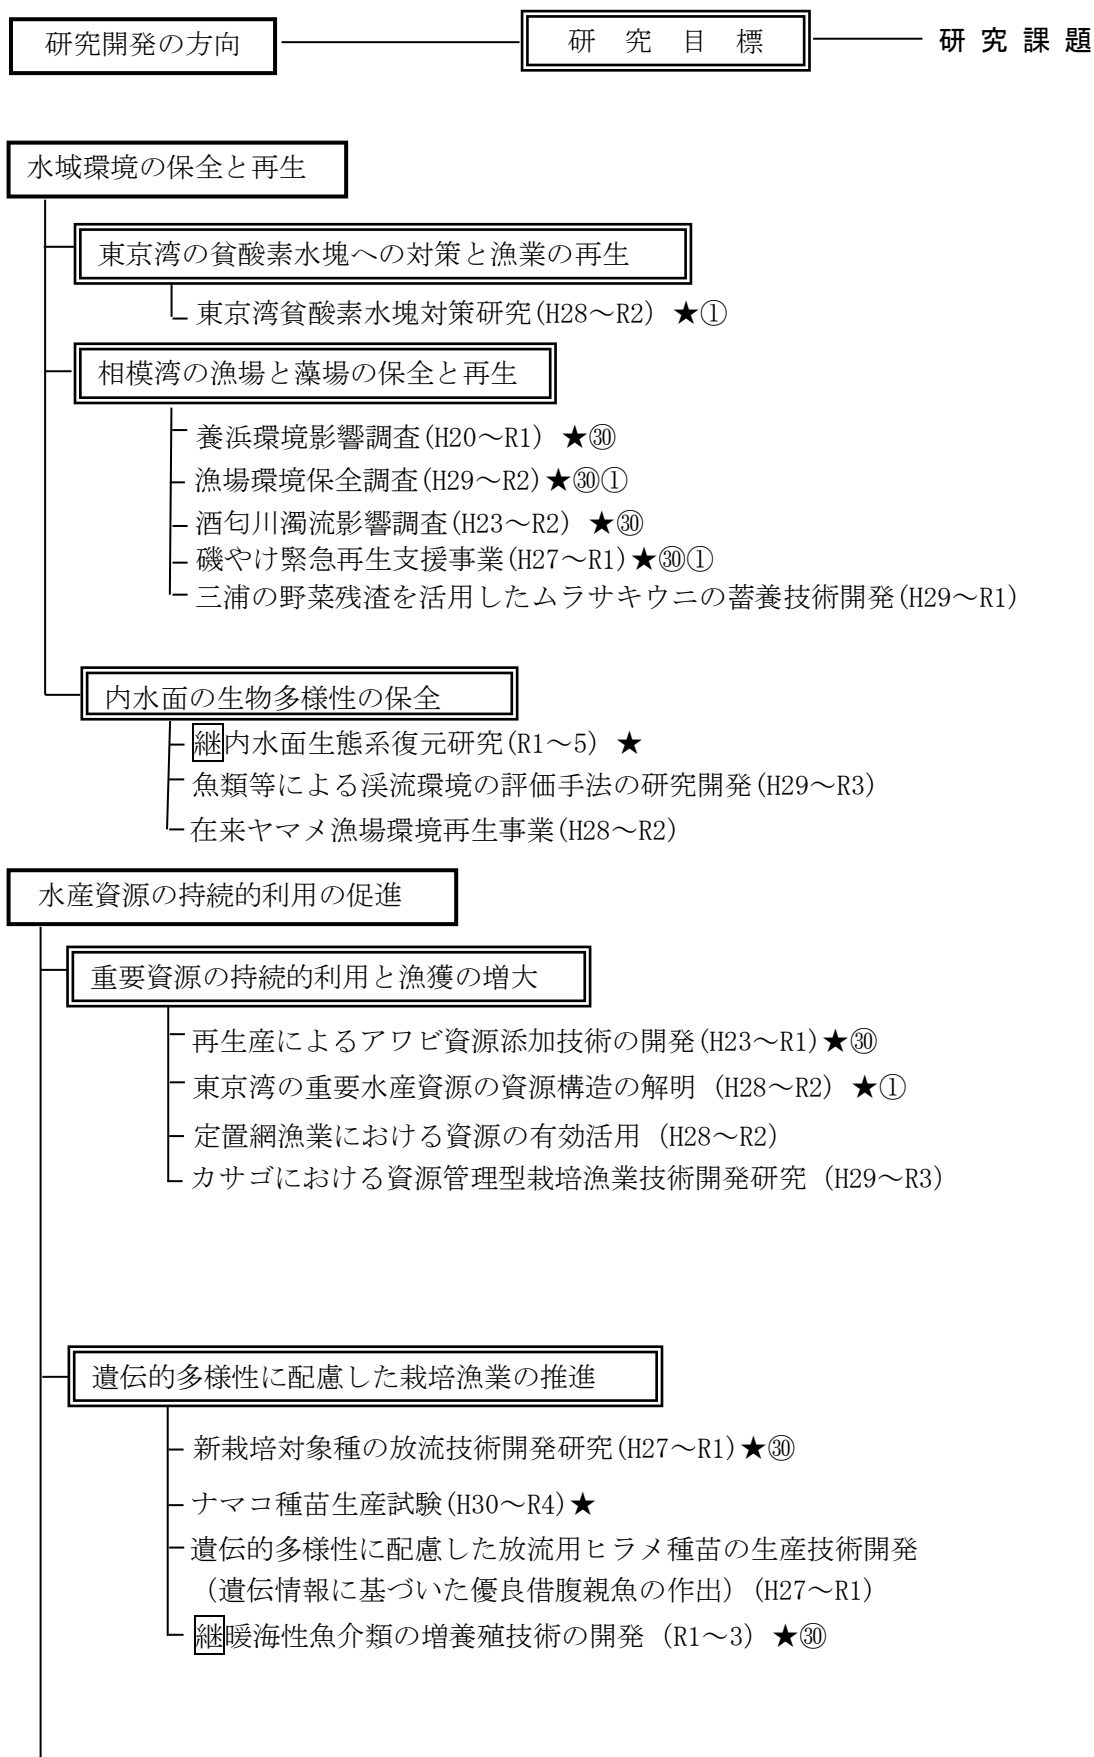 研究開発の方向 研究目標 研究課題
水域環境の保全と再生
東京湾の貧酸素水塊への対策と漁業の再生
東京湾貧酸素水塊対策研究(H28～R2) ★①
相模湾の漁場と藻場の保全と再生
養浜環境影響調査(H20～R1) ★㉚
漁場環境保全調査(H29～R2)★㉚①
酒匂川濁流影響調査(H23～R2) ★㉚
磯やけ緊急再生支援事業(H27～R1)★㉚①
三浦の野菜残渣を活用したムラサキウニの蓄養技術開発(H29～R1)
内水面の生物多様性の保全
継内水面生態系復元研究(R1～5) ★
魚類等による渓流環境の評価手法の研究開発(H29～R3)
在来ヤマメ漁場環境再生事業(H28～R2)
水産資源の持続的利用の促進
重要資源の持続的利用と漁獲の増大
再生産によるアワビ資源添加技術の開発(H23～R1)★㉚
東京湾の重要水産資源の資源構造の解明 (H28～R2) ★①
定置網漁業における資源の有効活用 (H28～R2)
カサゴにおける資源管理型栽培漁業技術開発研究 (H29～R3)
遺伝的多様性に配慮した栽培漁業の推進
新栽培対象種の放流技術開発研究(H27～R1)★㉚
ナマコ種苗生産試験(H30～R4)★
遺伝的多様性に配慮した放流用ヒラメ種苗の生産技術開発
（遺伝情報に基づいた優良借腹親魚の作出）(H27～R1)
継暖海性魚介類の増養殖技術の開発 (R1～3) ★㉚